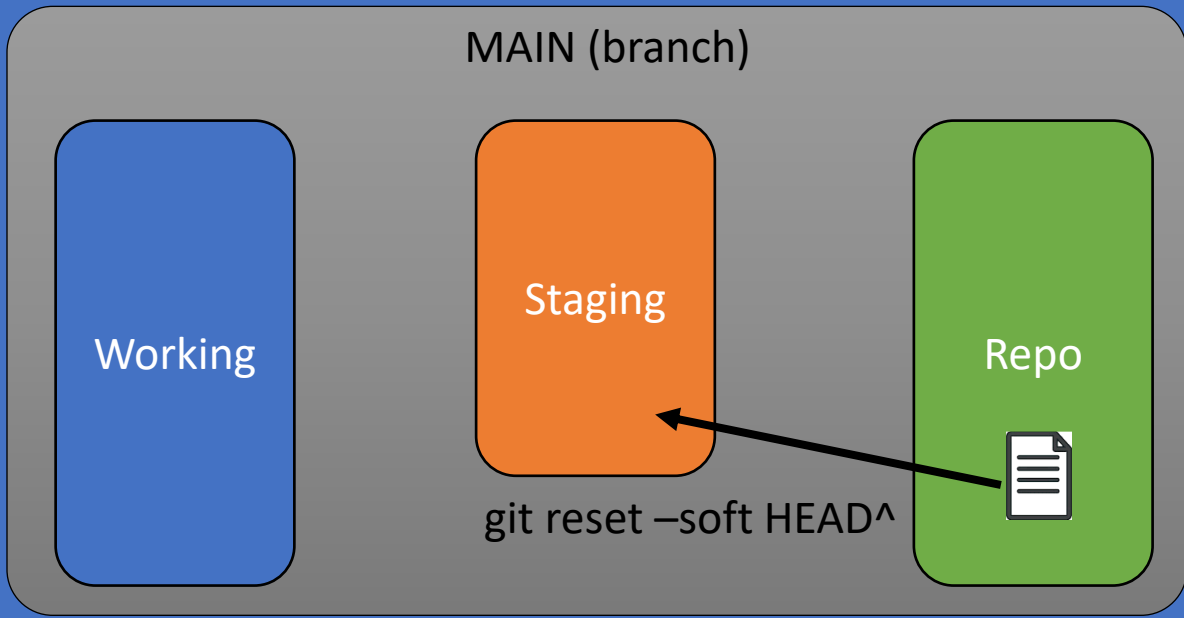 MAIN (branch)
Working
Staging
Repo
git reset –soft HEAD^